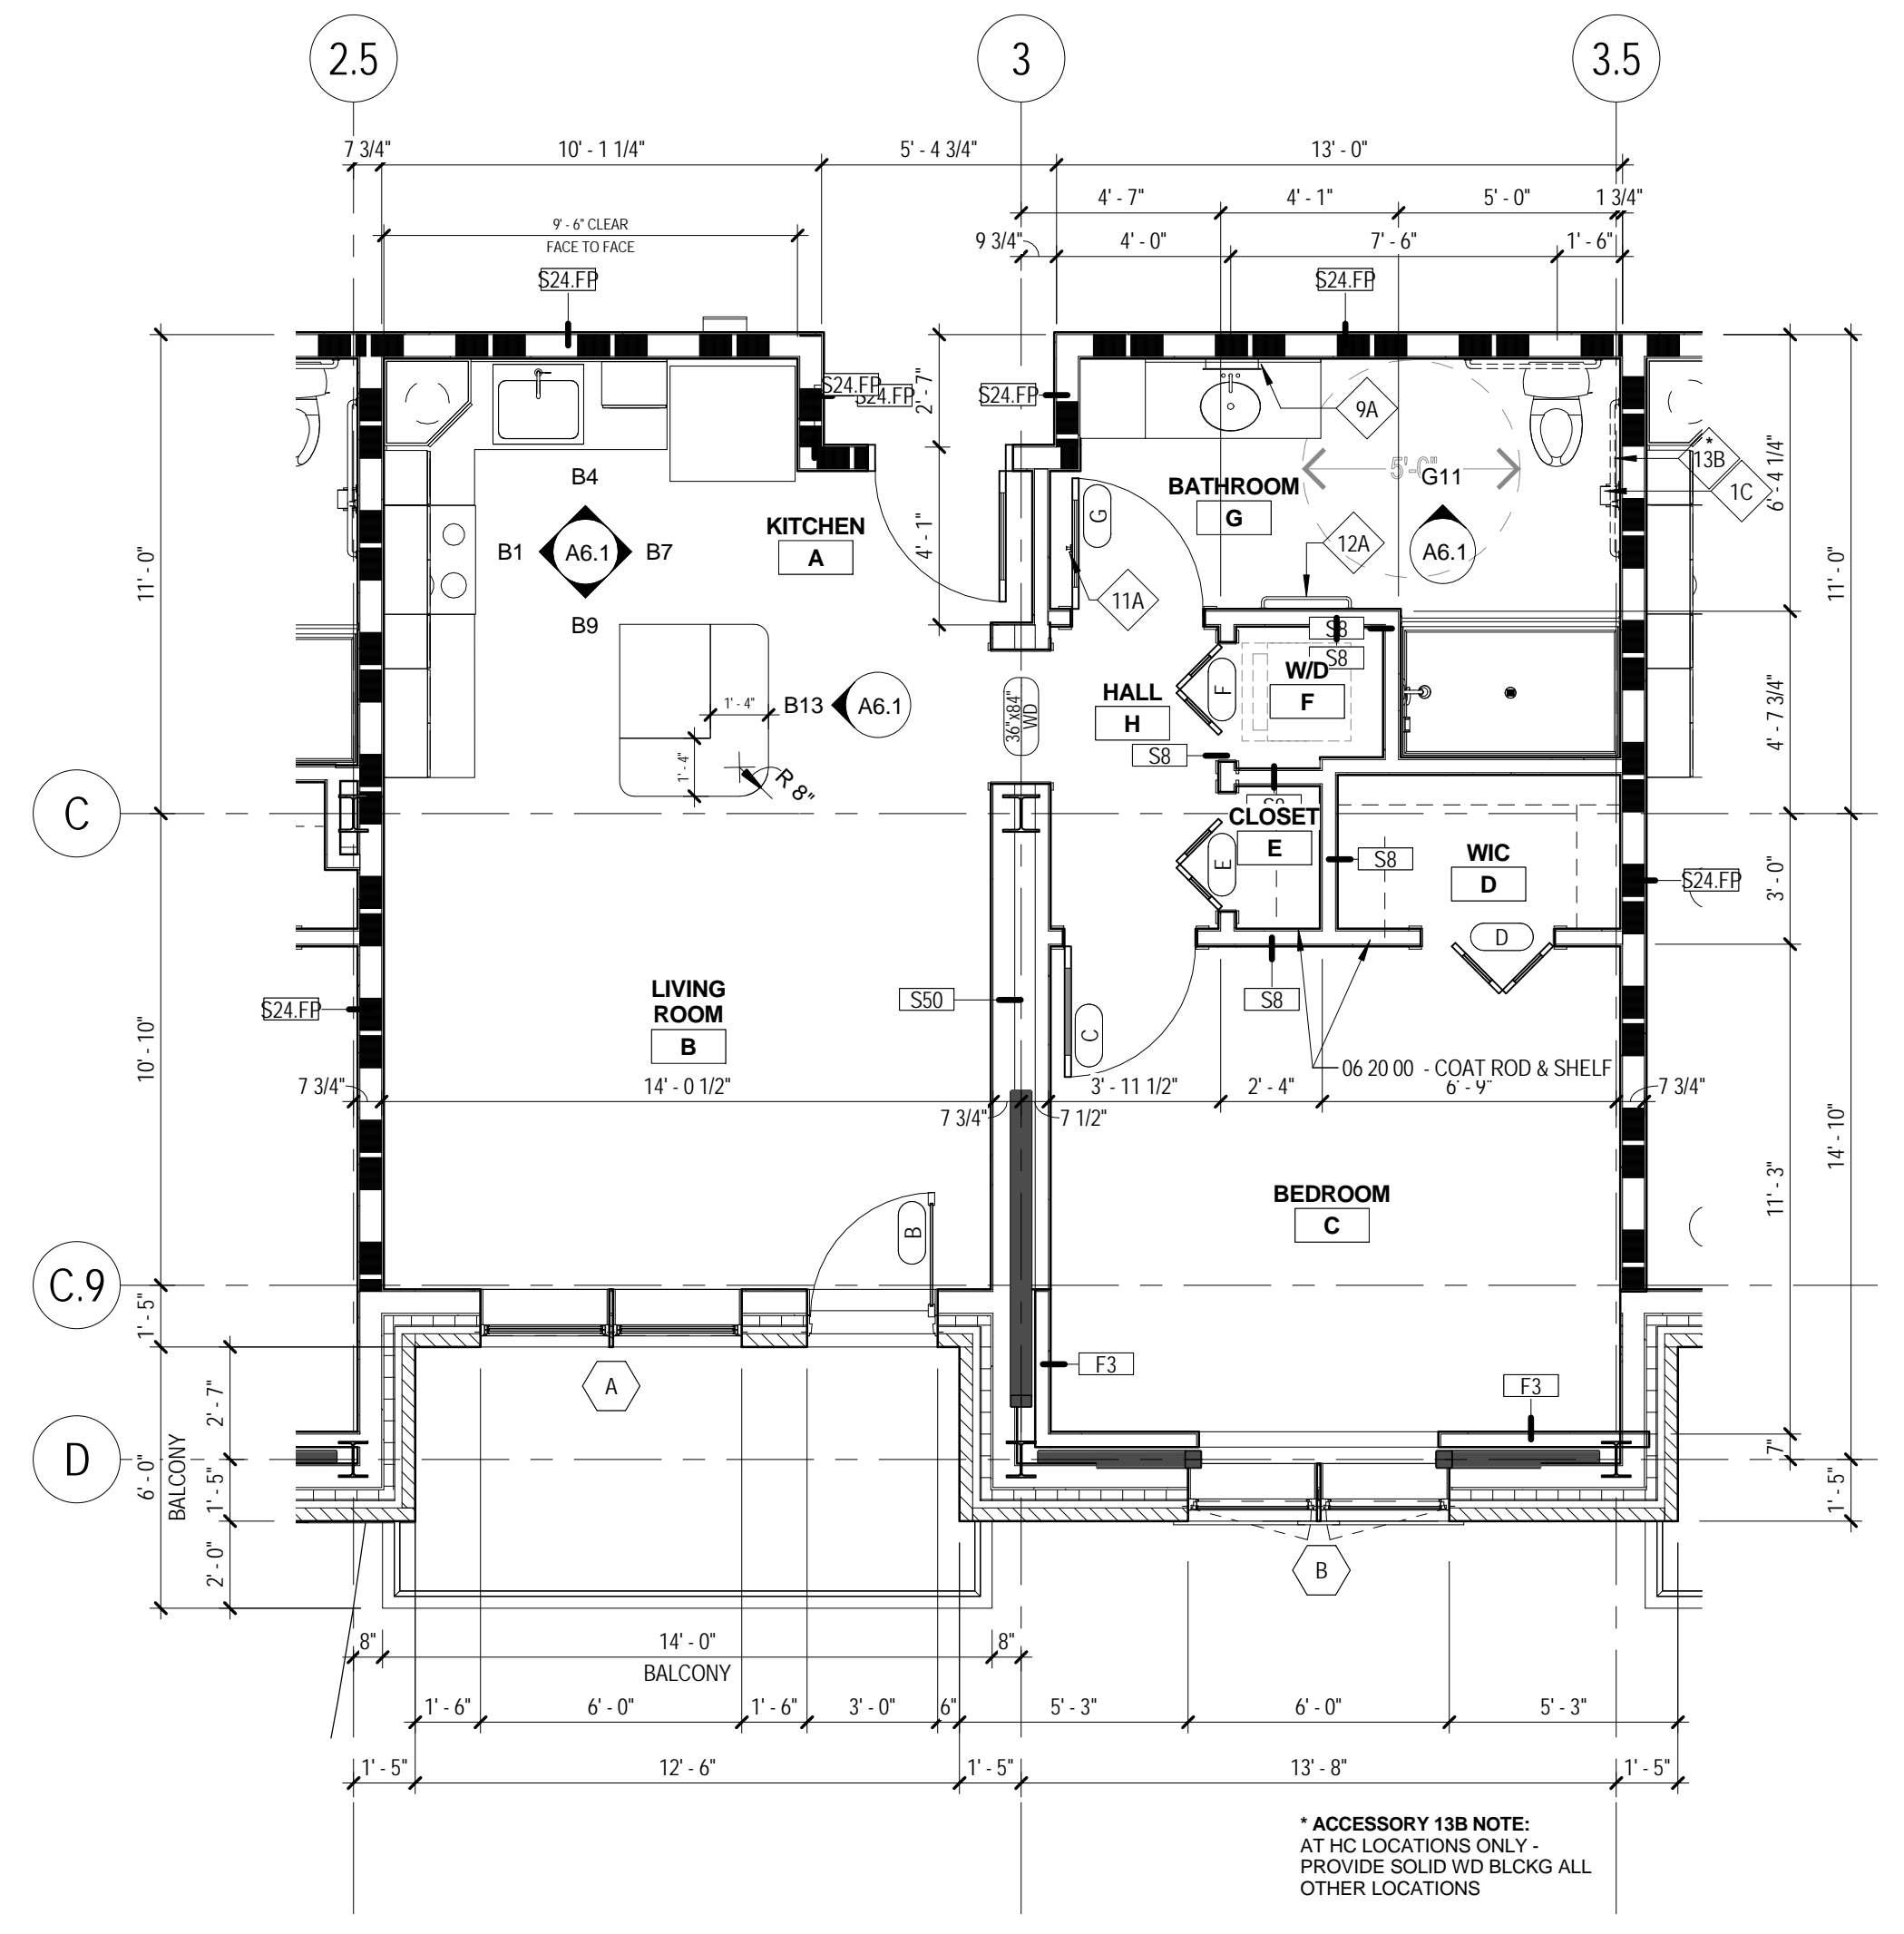 2.5
3
3.5
7 3/4"
10' - 1 1/4"
5' - 4 3/4"
13' - 0"
4' - 7"
4' - 1"
5' - 0"
1 3/4"
9' - 6" CLEAR
FACE TO FACE
9 3/4"
4' - 0"
7' - 6"
1' - 6"
S24.FP
S24.FP
S24.FP
S24.FP
S24.FP
2' - 7"
9A
*
13B
1C
B4
5'-0"
G11
BATHROOM
G
G
KITCHEN
A
B1
A6.1
B7
4' - 1"
12A
A6.1
6' - 4 1/4"
11' - 0"
11' - 0"
11A
B9
S8
S8
W/D
F
F
HALL
H
1' - 4"
B13
A6.1
36"x84"
WD
1' - 4"
R 8"
S8
4' - 7 3/4"
C
CLOSET
E
E
S8
WIC
D
S24.FP
3' - 0"
D
LIVING
ROOM
B
S50
S8
S24.FP
C
10' - 10"
06 20 00 - COAT ROD & SHELF
7 3/4"
14' - 0 1/2"
7 3/4"
7 1/2"
3' - 11 1/2"
2' - 4"
6' - 9"
7 3/4"
14' - 10"
11' - 3"
BEDROOM
C
B
C.9
1' - 5"
F3
A
F3
2' - 7"
D
7"
6' - 0"
BALCONY
1' - 5"
1' - 5"
2' - 0"
B
8"
14' - 0"
8"
BALCONY
1' - 6"
6' - 0"
1' - 6"
3' - 0"
6"
5' - 3"
6' - 0"
5' - 3"
1' - 5"
12' - 6"
1' - 5"
13' - 8"
1' - 5"
* ACCESSORY 13B NOTE:
AT HC LOCATIONS ONLY -
PROVIDE SOLID WD BLCKG ALL
OTHER LOCATIONS